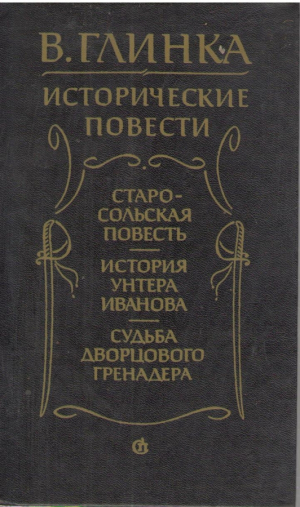 В. ГЛИНКА
ИСТОРИЧЕСКИЕ
ПОВЕСТИ
СТАРО-
СОЛЬСКАЯ
ПОВЕСТЬ
ИСТОРИЯ
УНТЕРА
ИВАНОВА
СУДЬБА
ДВОРЦОВОГО
ГРЕНАДЕРА